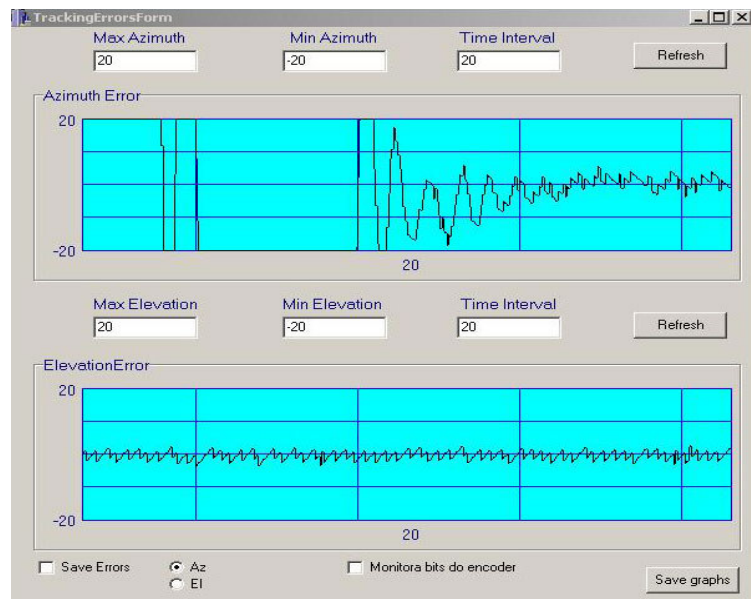 TrackingErrorsForm
Max Azimuth Min Azimuth Time Interval
20 -20 20 Refresh
Azimuth Error
20
-20
20
Max Elevation Min Elevation Time Interval
20 -20 20 Refresh
ElevationError
20
-20
20
Save Errors Az Monitora bits do encoder
El Save graphs